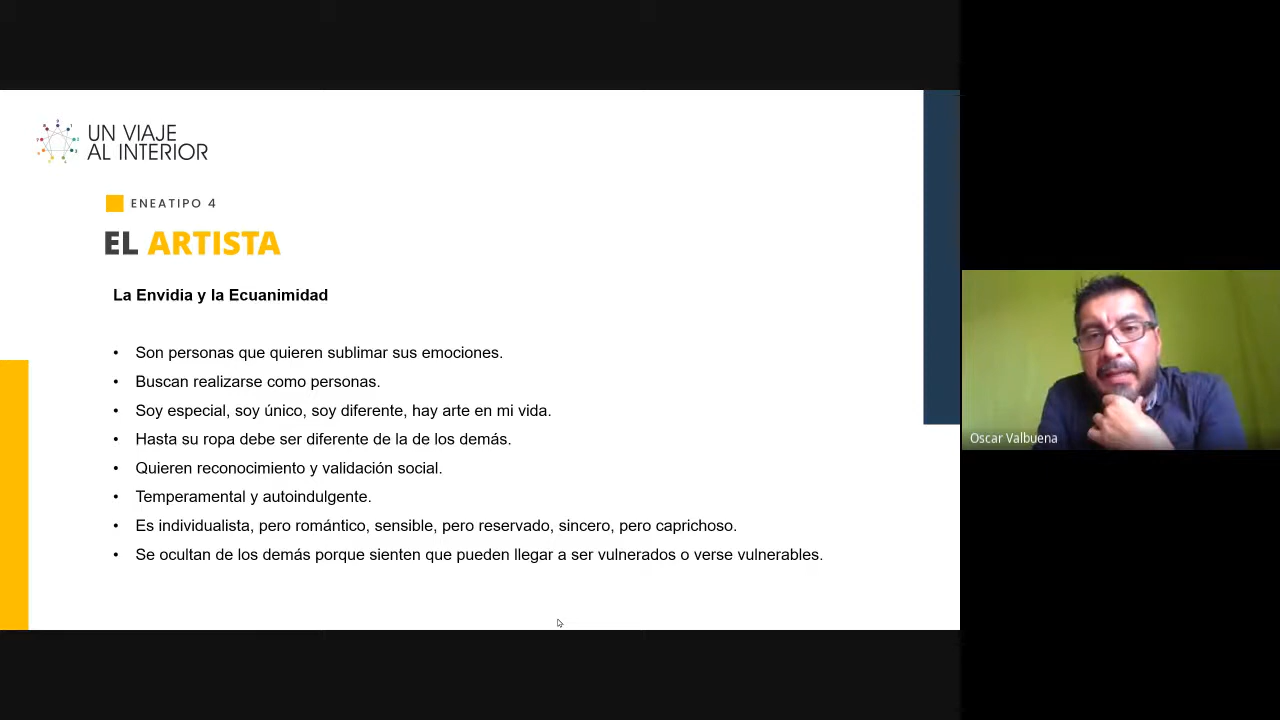 UN VIAJE
AL INTERIOR
ENEATIPO 4
EL ARTISTA
La Envidia y la Ecuanimidad
• Son personas que quieren sublimar sus emociones.
• Buscan realizarse como personas.
• Soy especial, soy único, soy diferente, hay arte en mi vida.
• Hasta su ropa debe ser diferente de la de los demás.
• Quieren reconocimiento y validación social.
• Temperamental y autoindulgente.
• Es individualista, pero romántico, sensible, pero reservado, sincero, pero caprichoso.
• Se ocultan de los demás porque sienten que pueden llegar a ser vulnerados o verse vulnerables.
Oscar Valbuena